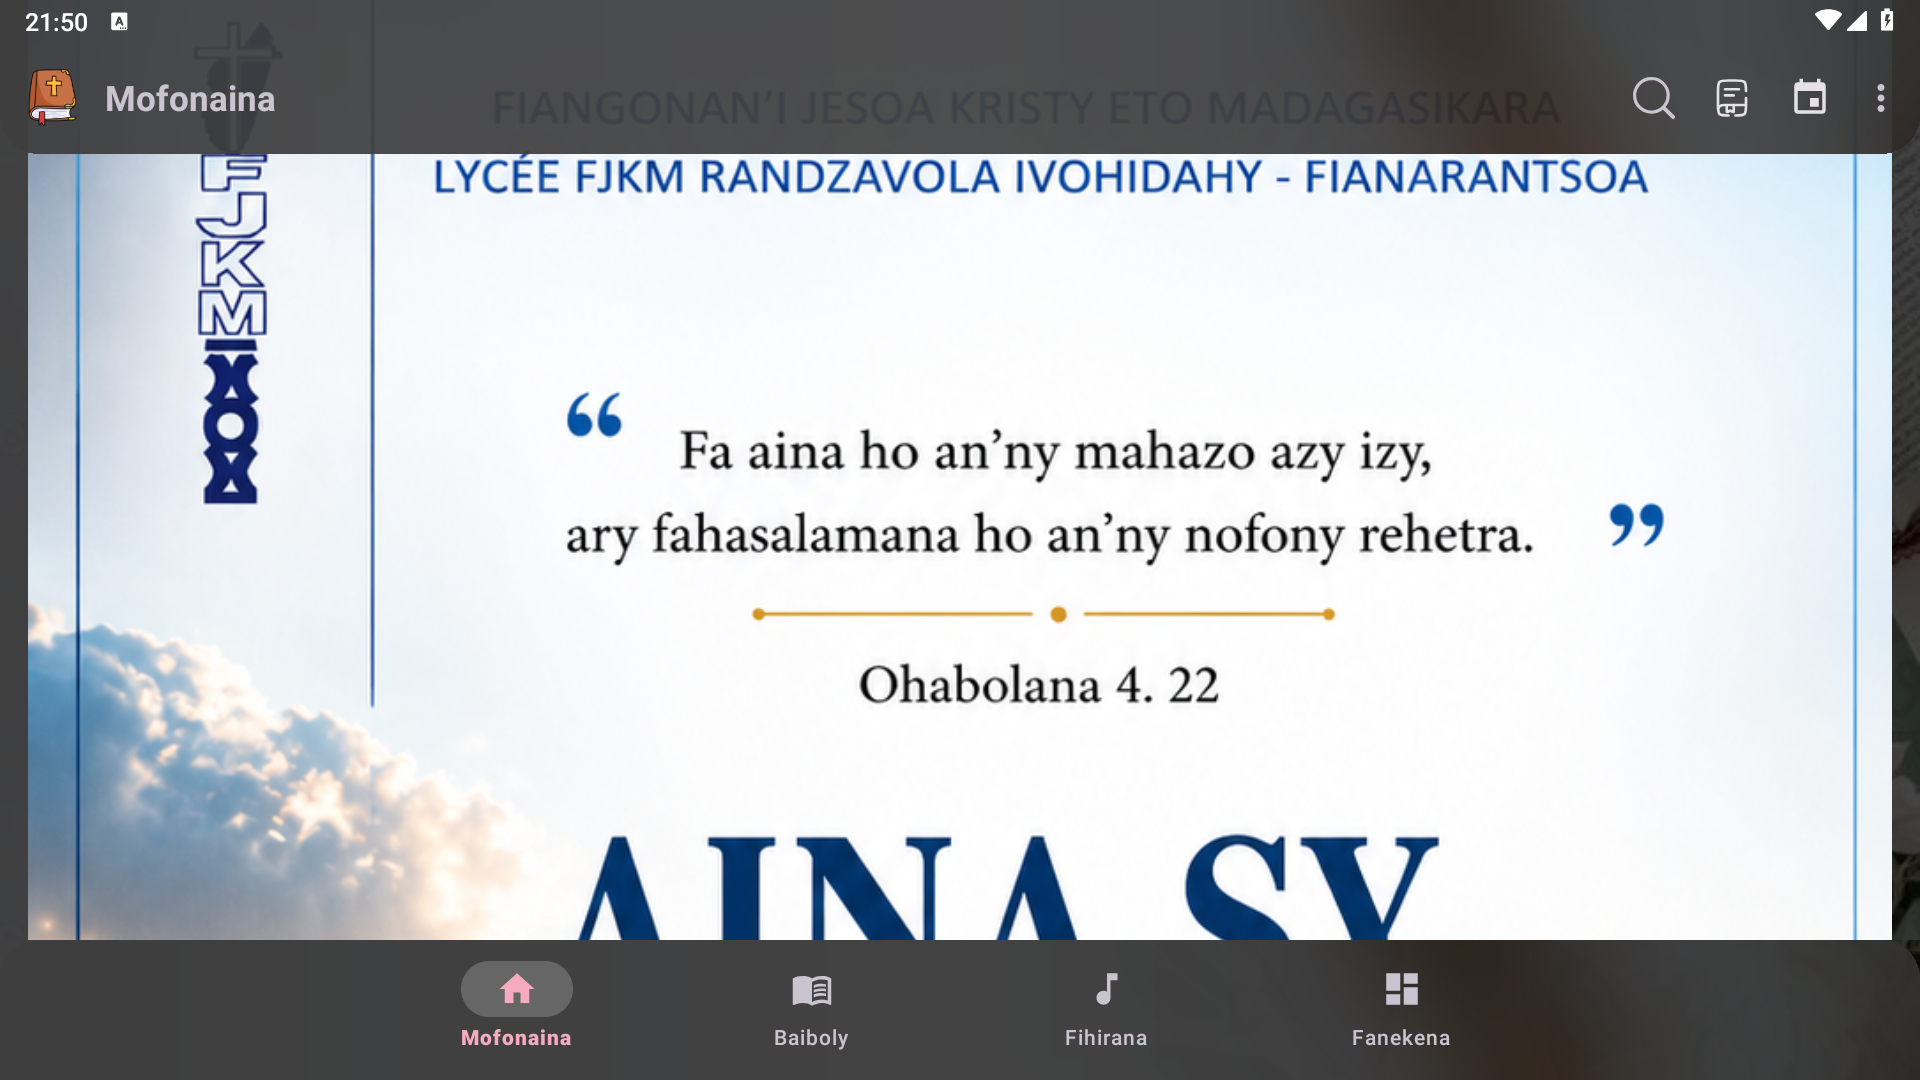 21:50
Mofonaina
FIANGONAN’I JESOA KRISTY ETO MADAGASIKARA
LYCÉE FJKM RANDZAVOLA IVOHIDAHY - FIANARANTSOA
FJKM
“ Fa aina ho an’ny mahazo azy izy,
ary fahasalamana ho an’ny nofony rehetra. ”
Ohabolana 4. 22
AINA SY
Mofonaina
Baiboly
Fihirana
Fanekena